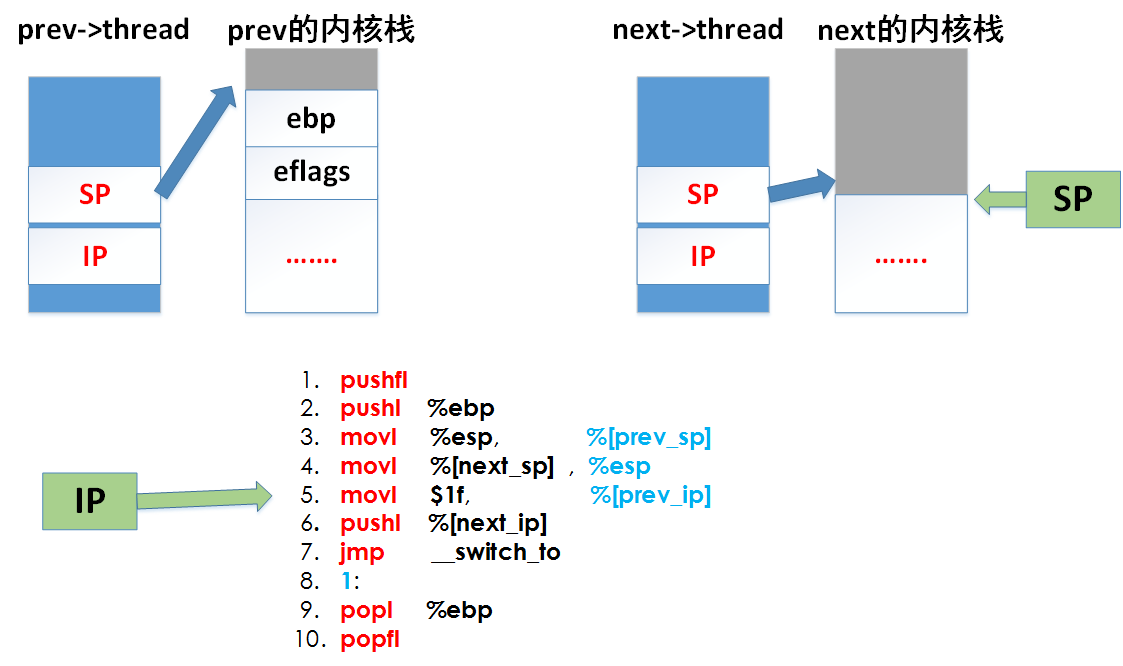 prev->thread
prev的内核栈
next->thread
next的内核栈
ebp
eflags
.......
SP
IP
SP
IP
.......
SP
IP
1. pushfl
2. pushl %ebp
3. movl %esp, %[prev_sp]
4. movl %[next_sp] , %esp
5. movl $1f, %[prev_ip]
6. pushl %[next_ip]
7. jmp __switch_to
8. 1:
9. popl %ebp
10. popfl